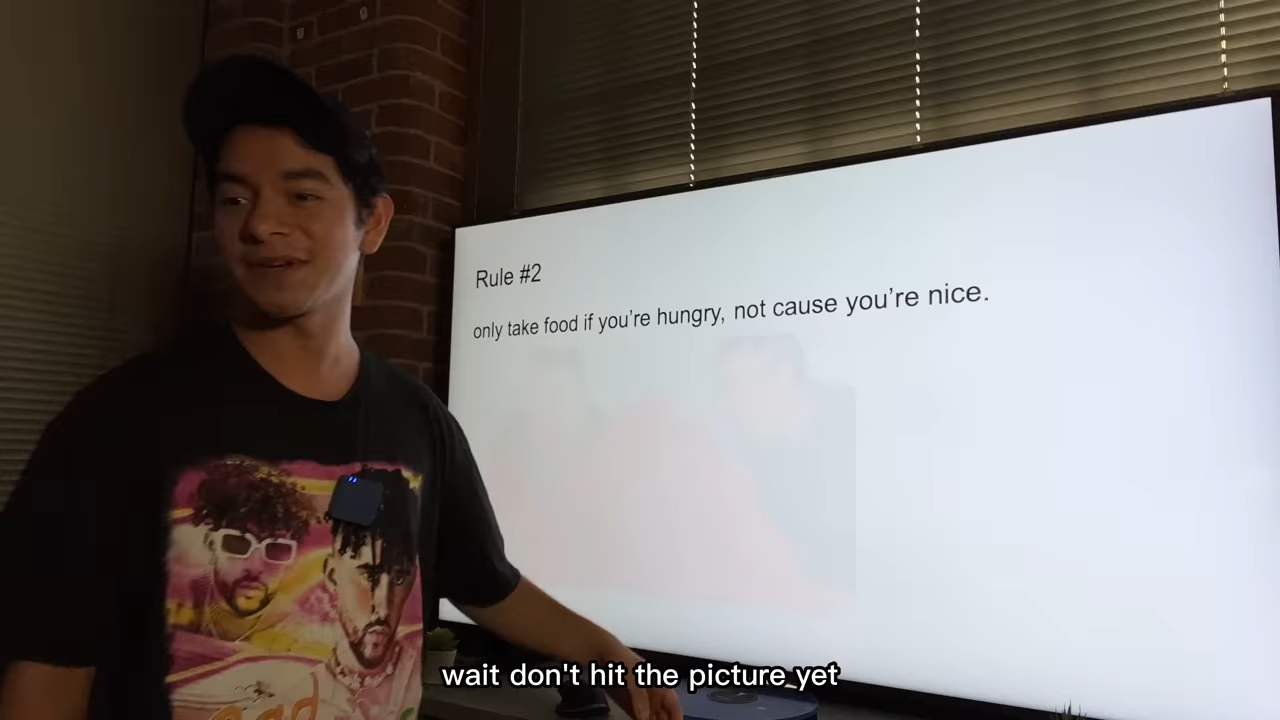 Rule #2
only take food if you're hungry, not cause you're nice.
Bad
wait don't hit the picture yet